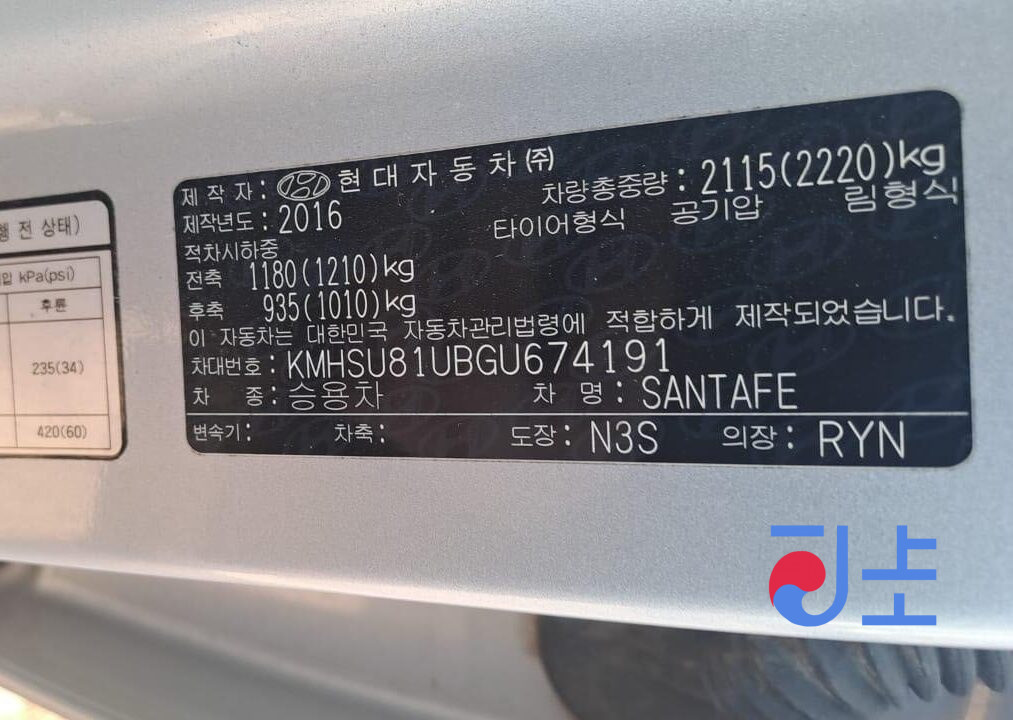 행 전 상태)
압 kPa(psi)
후륜
235(34)
420(60)
제 작 자 : 현 대 자 동 차 ㈜
차량총중량 : 2115(2220)kg
제작년도 : 2016
타이어형식 공기압 림형식
적차시하중
전축 1180(1210)kg
후축 935(1010)kg
이 자동차는 대한민국 자동차관리법령에 적합하게 제작되었습니다.
차대번호 : KMHSU81UBGU674191
차 종 : 승용차 차 명 : SANTAFE
변속기 : 차축 : 도장 : N3S 의장 : RYN